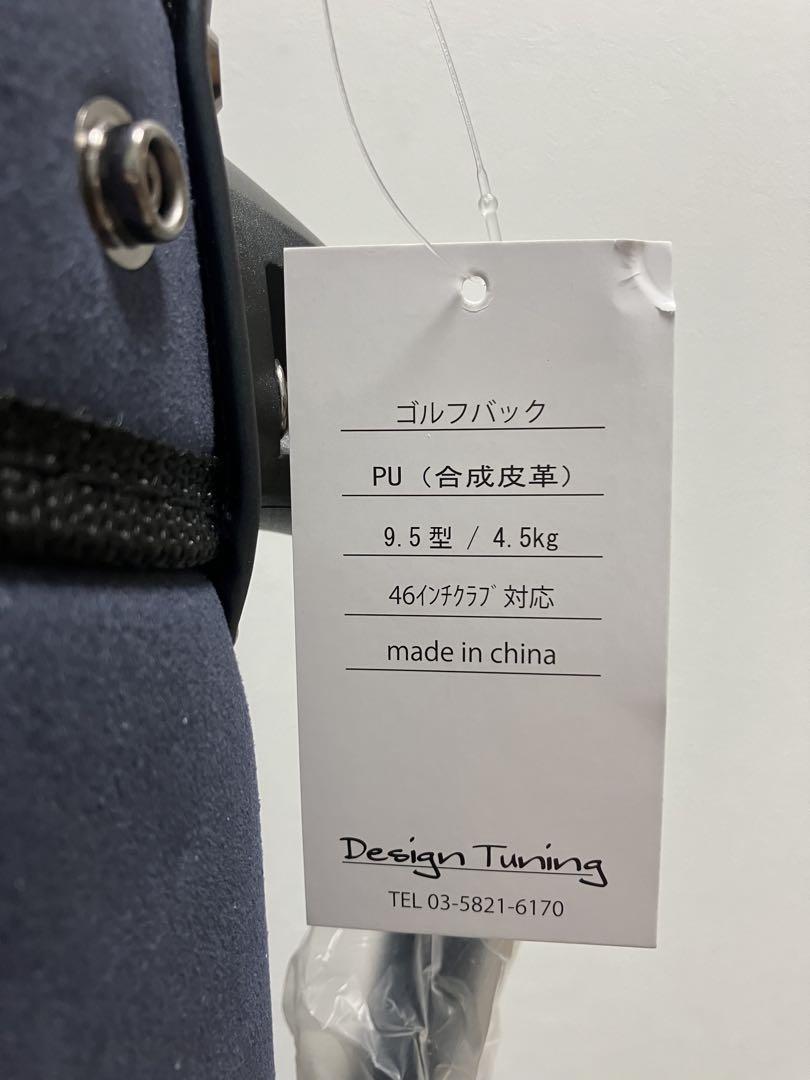 ゴルフバック
PU（合成皮革）
9.5型 / 4.5kg
46ｲﾝﾁｸﾗﾌﾞ対応
made in china
Design Tuning
TEL 03-5821-6170